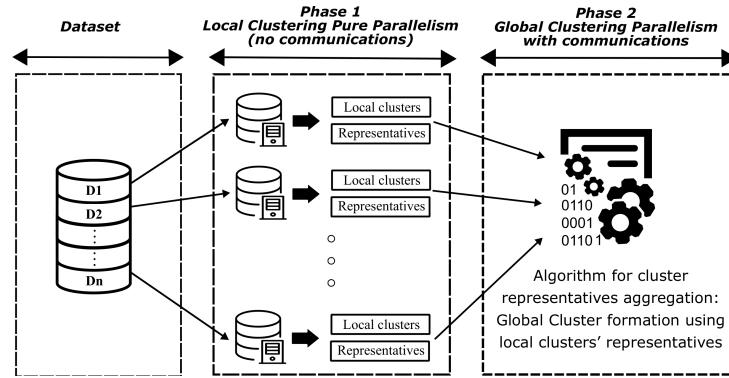 Dataset
Phase 1
Local Clustering Pure Parallelism
(no communications)
Phase 2
Global Clustering Parallelism
with communications
D1
D2
Dn
Local clusters
Representatives
Local clusters
Representatives
Local clusters
Representatives
01
0110
0001
01101
Algorithm for cluster
representatives aggregation:
Global Cluster formation using
local clusters’ representatives